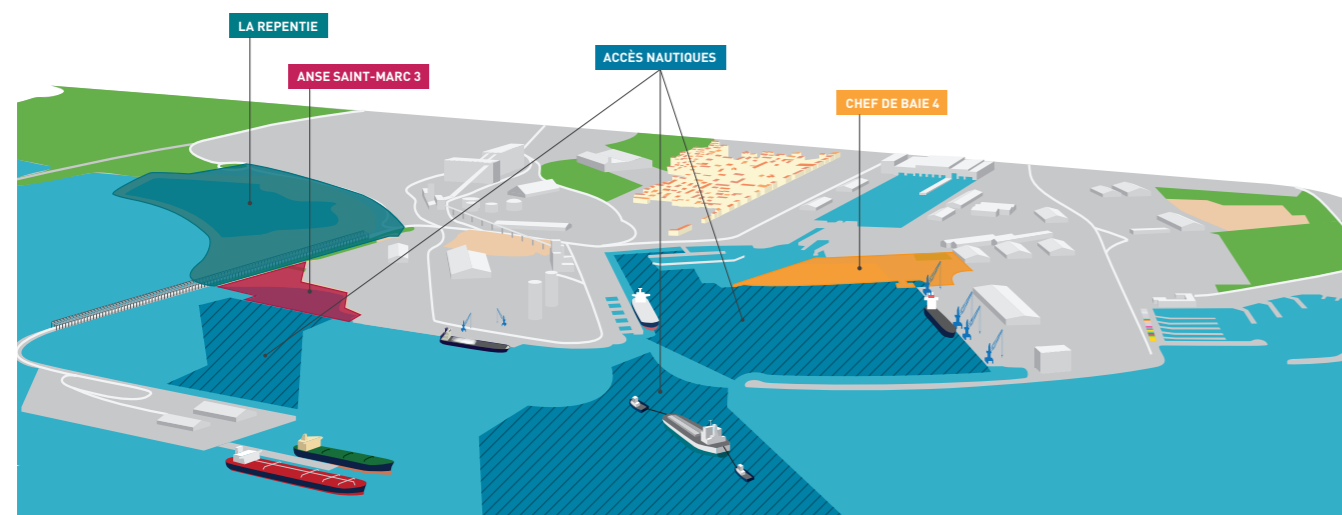 LA REPENTIE
ANSE SAINT-MARC 3
ACCÈS NAUTIQUES
CHEF DE BAIE 4